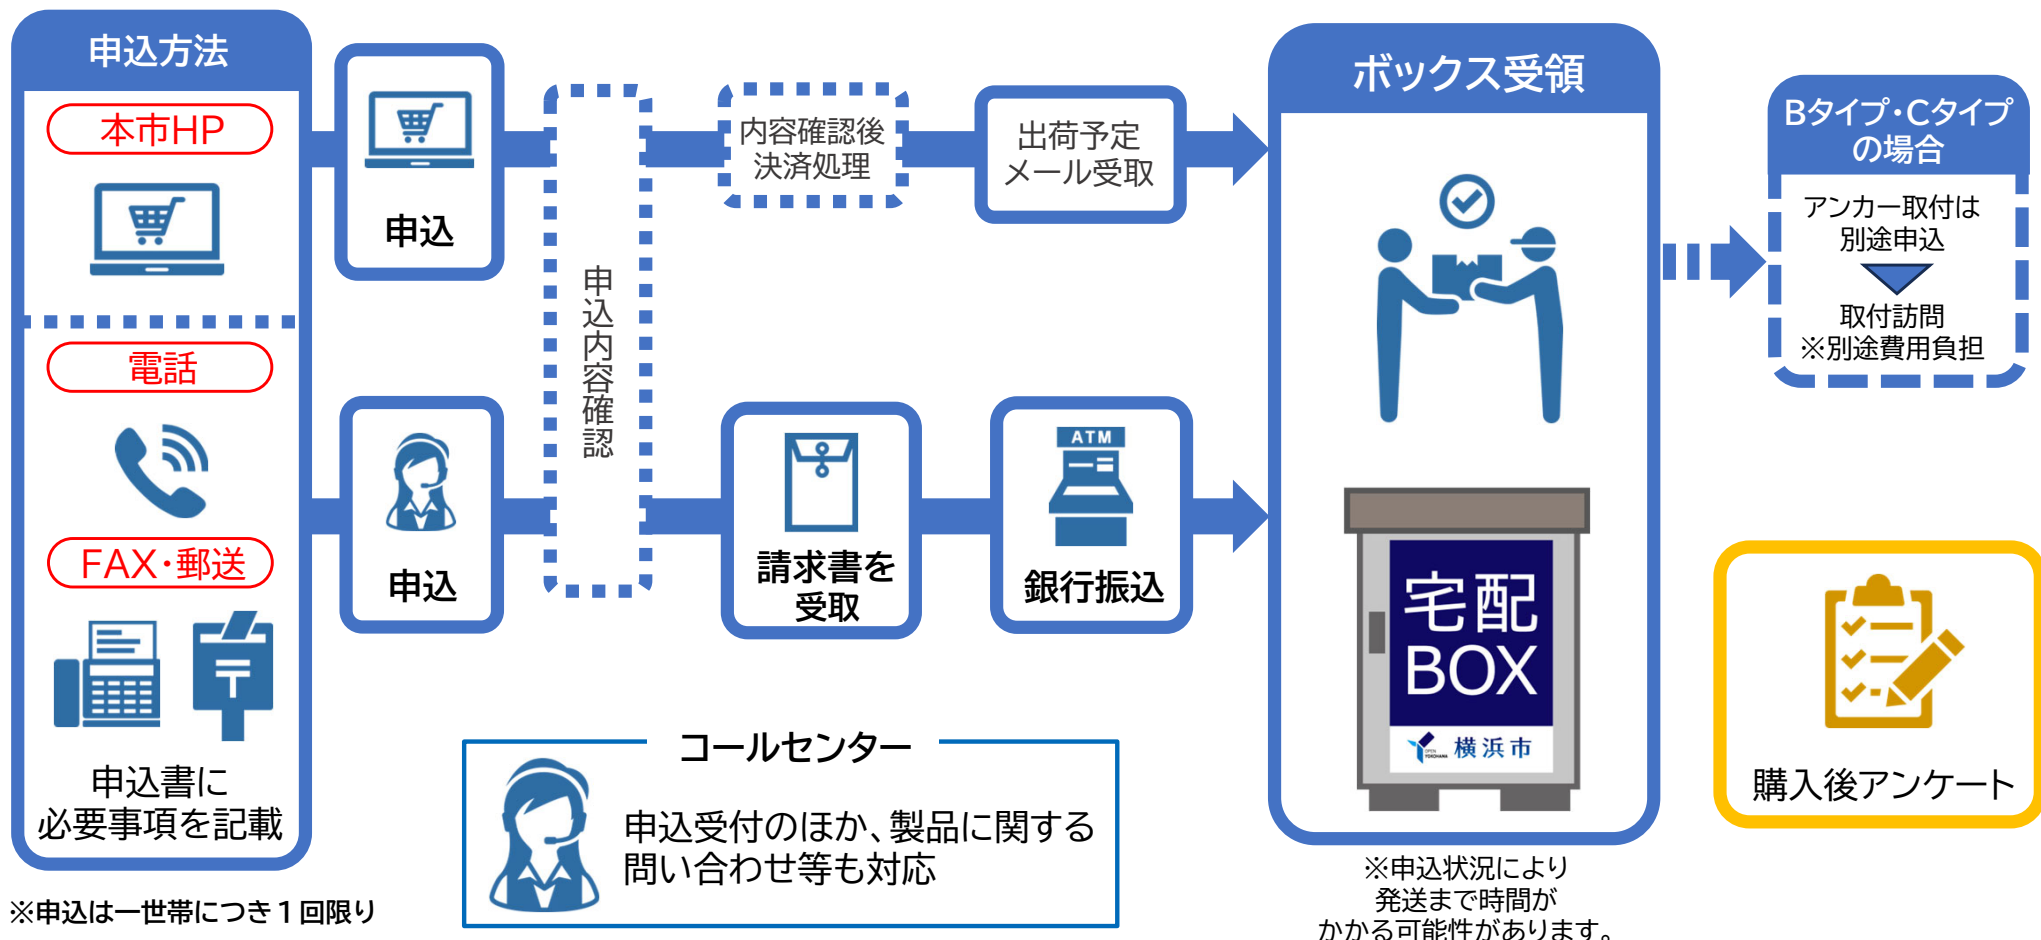 申込方法
本市HP
電話
FAX・郵送
申込書に
必要事項を記載
※申込は一世帯につき１回限り
申込
申込
申込内容確認
内容確認後
決済処理
出荷予定
メール受取
請求書を
受取
ATM
銀行振込
コールセンター
申込受付のほか、製品に関する
問い合わせ等も対応
ボックス受領
宅配
BOX
OPEN
YOKOHAMA
横浜市
※申込状況により
発送まで時間が
かかる可能性があります。
Bタイプ・Cタイプ
の場合
アンカー取付は
別途申込
取付訪問
※別途費用負担
購入後アンケート